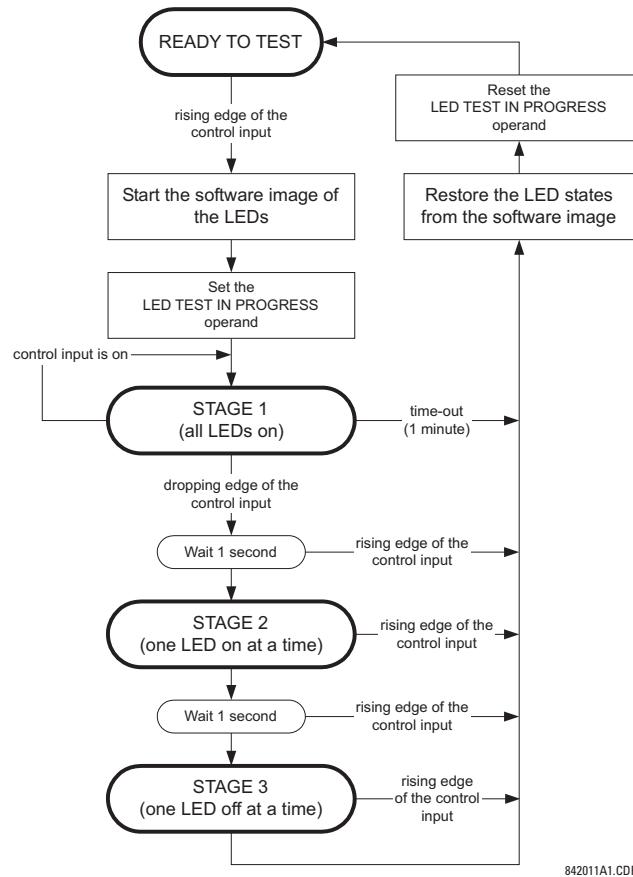 READY TO TEST
rising edge of the
control input
Start the software image of
the LEDs
Set the
LED TEST IN PROGRESS
operand
control input is on
STAGE 1
(all LEDs on)
time-out
(1 minute)
dropping edge of the
control input
Wait 1 second
rising edge of the
control input
STAGE 2
(one LED on at a time)
rising edge of the
control input
Wait 1 second
rising edge of the
control input
STAGE 3
(one LED off at a time)
rising edge
of the control
input
Reset the
LED TEST IN PROGRESS
operand
Restore the LED states
from the software image
842011A1.CDR